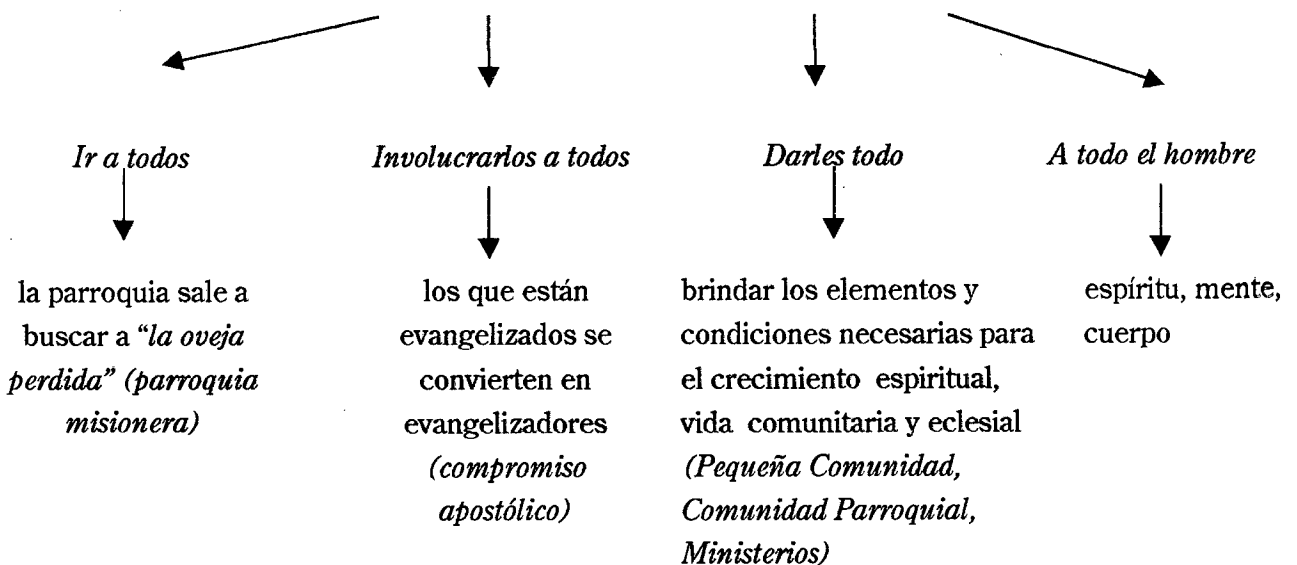 Ir a todos
Involucrarlos a todos
Darles todo
A todo el hombre
la parroquia sale a
buscar a “la oveja
perdida” (parroquia
misionera)
los que están
evangelizados se
convierten en
evangelizadores
(compromiso
apostólico)
brindar los elementos y
condiciones necesarias para
el crecimiento espiritual,
vida comunitaria y eclesial
(Pequeña Comunidad,
Comunidad Parroquial,
Ministerios)
espíritu, mente,
cuerpo